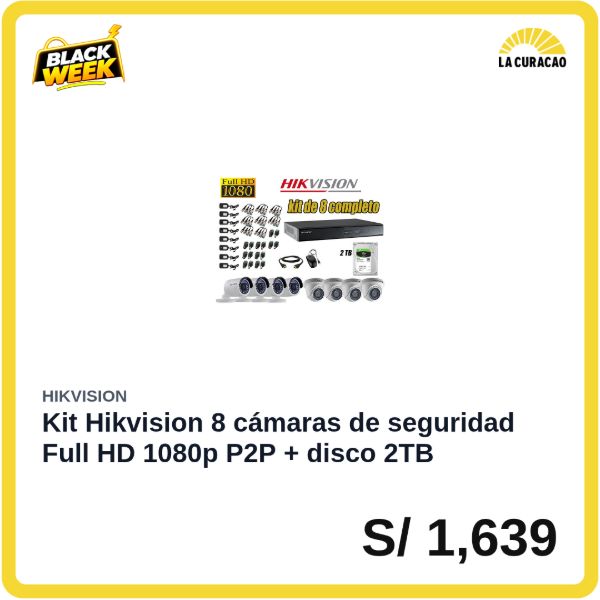 BLACK
WEEK
LA CURACAO
Full HD
1080
HIKVISION
kit de 8 completo
2 TB
HIKVISION
Kit Hikvision 8 cámaras de seguridad
Full HD 1080p P2P + disco 2TB
S/ 1,639